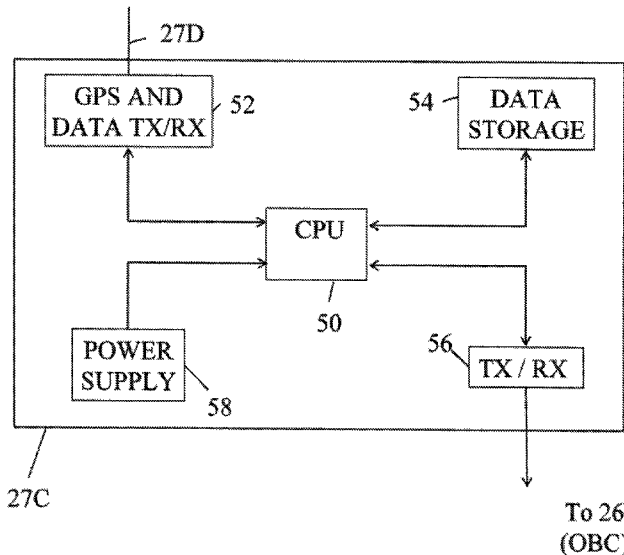 27D
GPS AND
DATA TX/RX
52
54
DATA
STORAGE
CPU
50
POWER
SUPPLY
58
56
TX / RX
27C
To 26
(OBC)